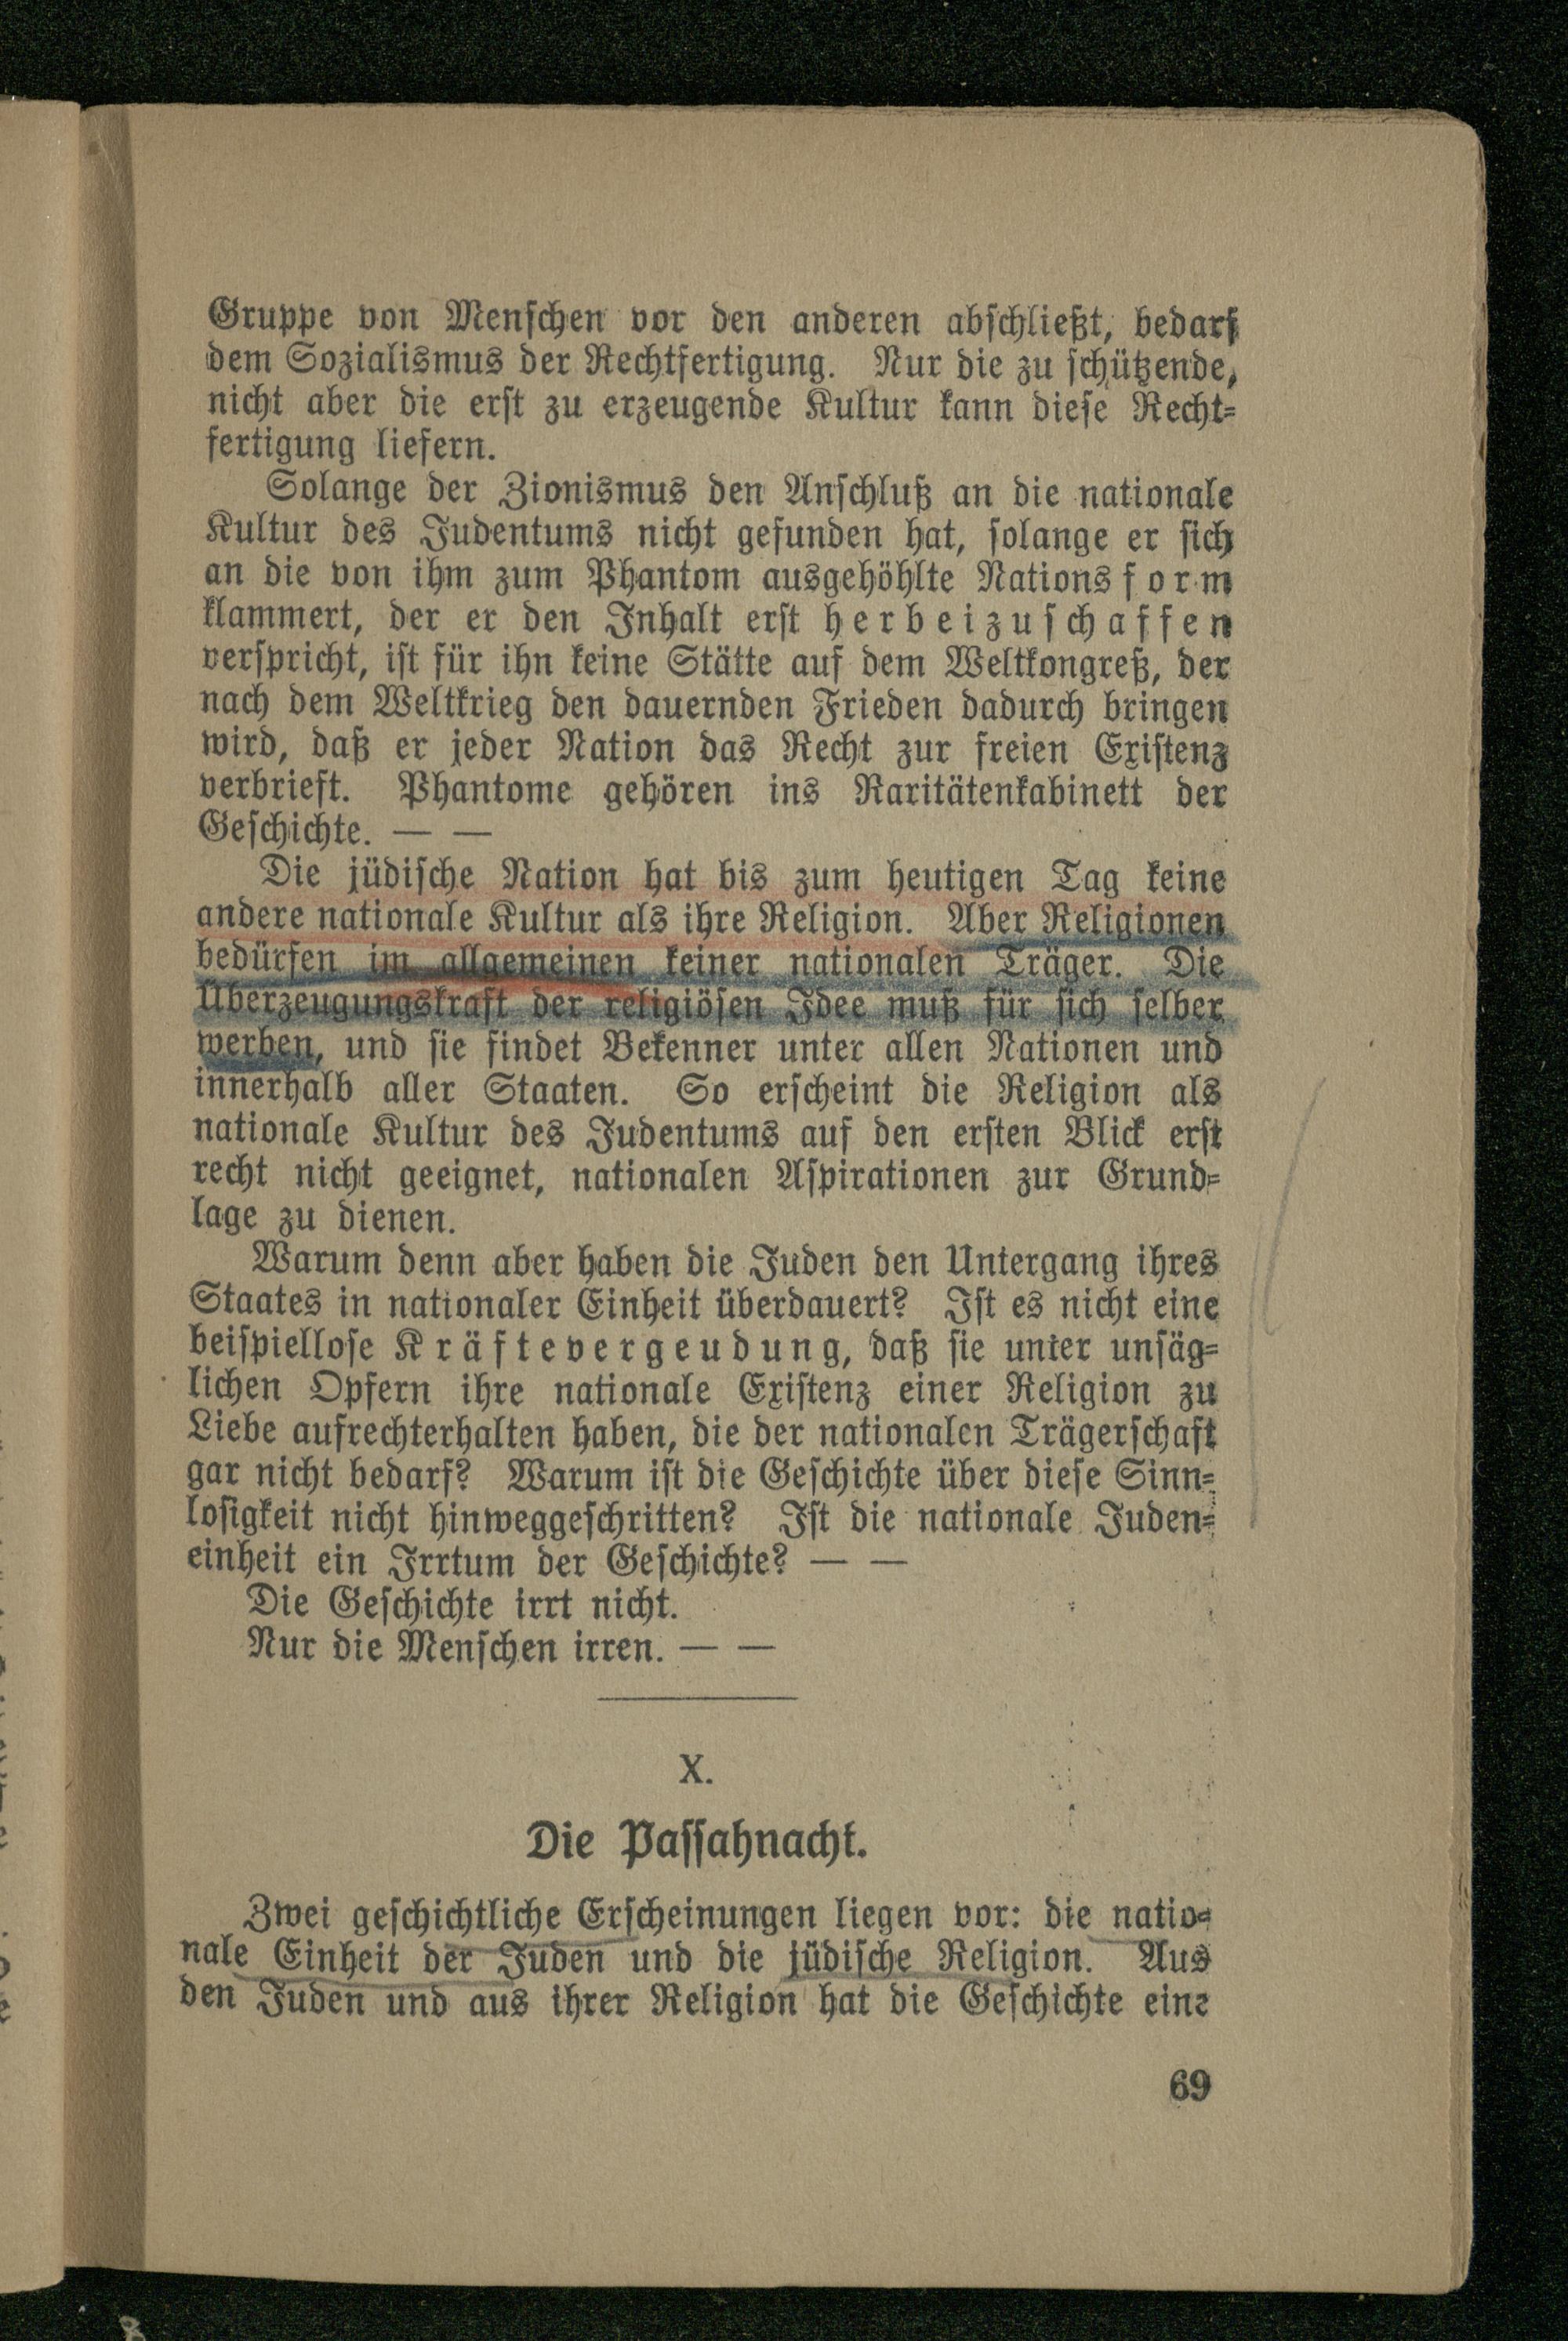 Gruppe von Menschen vor den anderen abschließt, bedarf
dem Sozialismus der Rechtfertigung. Nur die zu schützende,
nicht aber die erst zu erzeugende Kultur kann diese Recht-
fertigung liefern.
Solange der Zionismus den Anschluß an die nationale
Kultur des Judentums nicht gefunden hat, solange er sich
an die von ihm zum Phantom ausgehöhlte Nationsform
klammert, der er den Inhalt erst herbeizuschaffen
verspricht, ist für ihn keine Stätte auf dem Weltkongreß, der
nach dem Weltkrieg den dauernden Frieden dadurch bringen
wird, daß er jeder Nation das Recht zur freien Existenz
verbrieft. Phantome gehören ins Raritätenkabinett der
Geschichte. — —
Die jüdische Nation hat bis zum heutigen Tag keine
andere nationale Kultur als ihre Religion. Aber Religionen
bedürfen im allgemeinen keiner nationalen Träger. Die
Überzeugungskraft der religiösen Idee muß für sich selber
werben, und sie findet Bekenner unter allen Nationen und
innerhalb aller Staaten. So erscheint die Religion als
nationale Kultur des Judentums auf den ersten Blick erst
recht nicht geeignet, nationalen Aspirationen zur Grund-
lage zu dienen.
Warum denn aber haben die Juden den Untergang ihres
Staates in nationaler Einheit überdauert? Ist es nicht eine
beispiellose Kräftevergeudung, daß sie unter unsäg-
lichen Opfern ihre nationale Existenz einer Religion zu
Liebe aufrechterhalten haben, die der nationalen Trägerschaft
gar nicht bedarf? Warum ist die Geschichte über diese Sinn-
losigkeit nicht hinweggeschritten? Ist die nationale Juden-
einheit ein Irrtum der Geschichte? — —
Die Geschichte irrt nicht.
Nur die Menschen irren. — —
X.
Die Passahnacht.
Zwei geschichtliche Erscheinungen liegen vor: die natio-
nale Einheit der Juden und die jüdische Religion. Aus
den Juden und aus ihrer Religion hat die Geschichte eine
69